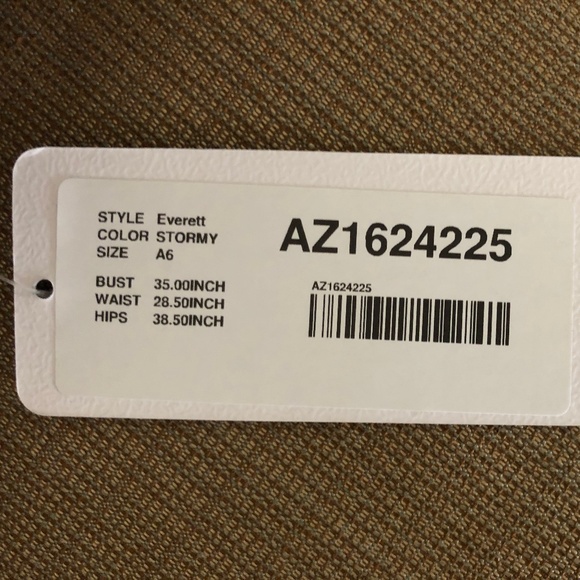 STYLE Everett
COLOR STORMY
SIZE A6
BUST 35.00INCH
WAIST 28.50INCH
HIPS 38.50INCH
AZ1624225
AZ1624225